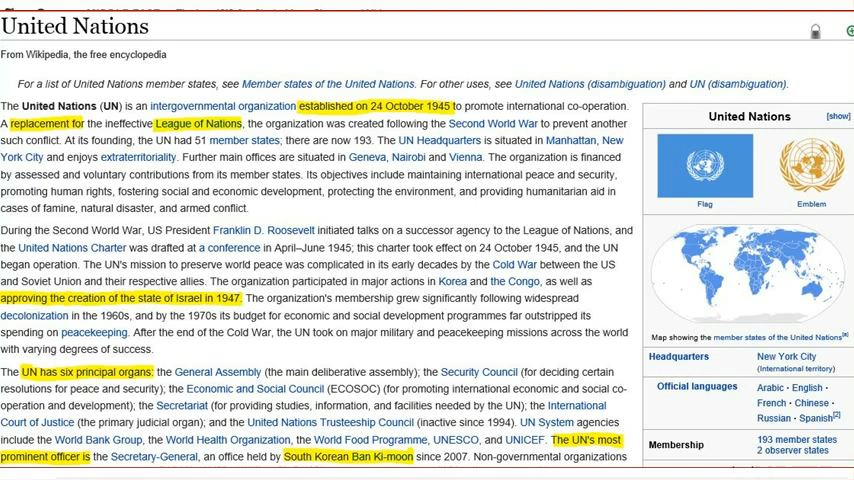 United Nations
From Wikipedia, the free encyclopedia
For a list of United Nations member states, see Member states of the United Nations. For other uses, see United Nations (disambiguation) and UN (disambiguation).
The United Nations (UN) is an intergovernmental organization established on 24 October 1945 to promote international co-operation.
A replacement for the ineffective League of Nations, the organization was created following the Second World War to prevent another
such conflict. At its founding, the UN had 51 member states; there are now 193. The UN Headquarters is situated in Manhattan, New
York City and enjoys extraterritoriality. Further main offices are situated in Geneva, Nairobi and Vienna. The organization is financed
by assessed and voluntary contributions from its member states. Its objectives include maintaining international peace and security,
promoting human rights, fostering social and economic development, protecting the environment, and providing humanitarian aid in
cases of famine, natural disaster, and armed conflict.
During the Second World War, US President Franklin D. Roosevelt initiated talks on a successor agency to the League of Nations, and
the United Nations Charter was drafted at a conference in April–June 1945; this charter took effect on 24 October 1945, and the UN
began operation. The UN's mission to preserve world peace was complicated in its early decades by the Cold War between the US
and Soviet Union and their respective allies. The organization participated in major actions in Korea and the Congo, as well as
approving the creation of the state of Israel in 1947. The organization's membership grew significantly following widespread
decolonization in the 1960s, and by the 1970s its budget for economic and social development programmes far outstripped its
spending on peacekeeping. After the end of the Cold War, the UN took on major military and peacekeeping missions across the world
with varying degrees of success.
The UN has six principal organs: the General Assembly (the main deliberative assembly); the Security Council (for deciding certain
resolutions for peace and security); the Economic and Social Council (ECOSOC) (for promoting international economic and social co-
operation and development); the Secretariat (for providing studies, information, and facilities needed by the UN); the International
Court of Justice (the primary judicial organ); and the United Nations Trusteeship Council (inactive since 1994). UN System agencies
include the World Bank Group, the World Health Organization, the World Food Programme, UNESCO, and UNICEF. The UN's most
prominent officer is the Secretary-General, an office held by South Korean Ban Ki-moon since 2007. Non-governmental organizations
United Nations [show]
Flag Emblem
Map showing the member states of the United Nations[a]
Headquarters New York City
(International territory)
Official languages Arabic · English ·
French · Chinese ·
Russian · Spanish[2]
Membership 193 member states
2 observer states